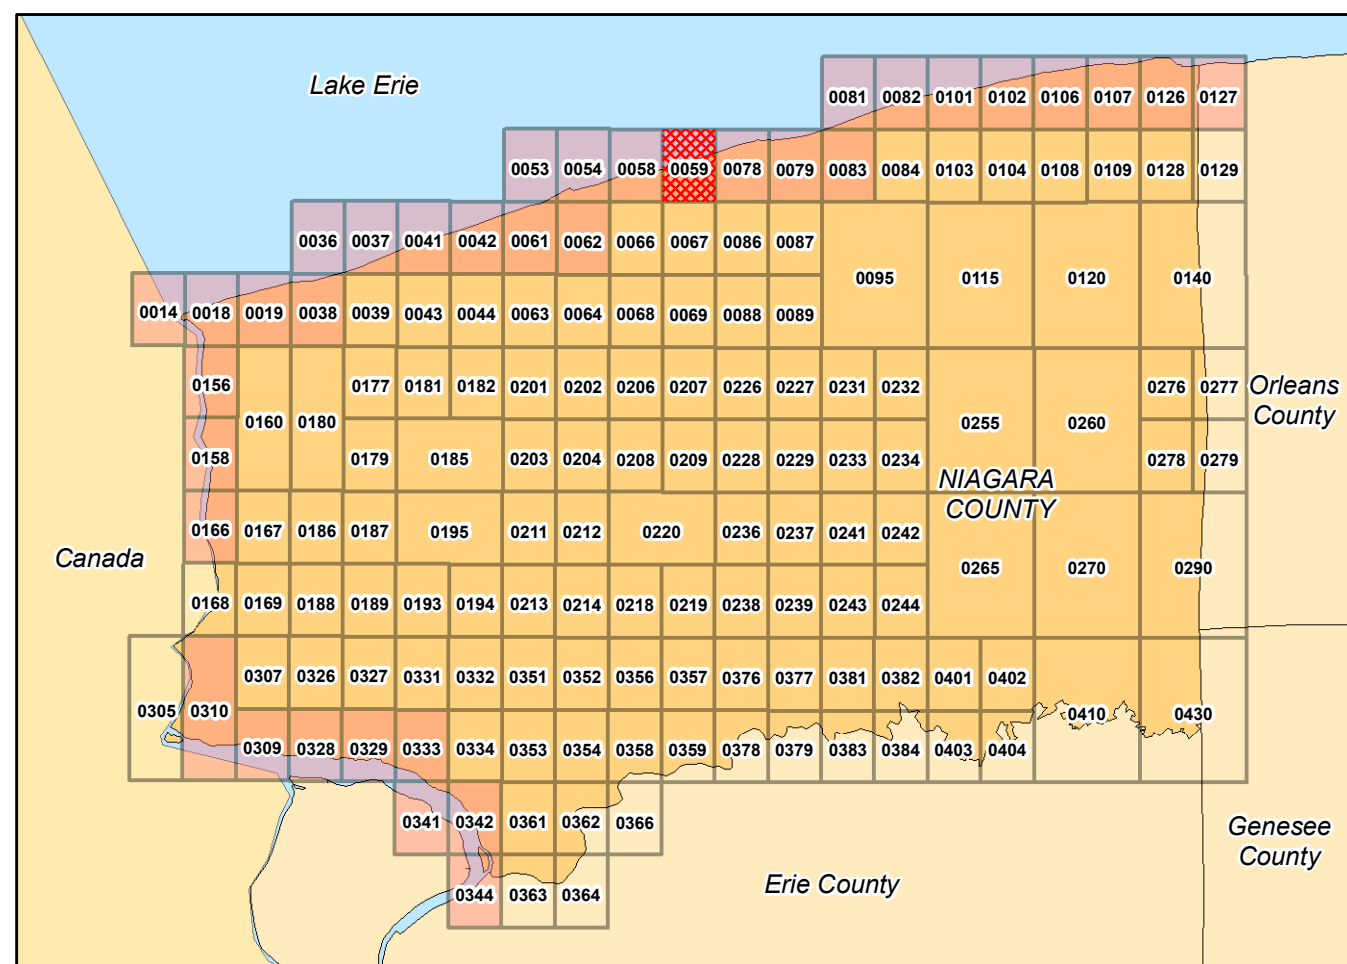 Lake Erie
0081 0082 0101 0102 0106 0107 0126 0127
0053 0054 0058 0059 0078 0079 0083 0084 0103 0104 0108 0109 0128 0129
0036 0037 0041 0042 0061 0062 0066 0067 0086 0087
0095 0115 0120 0140
0014 0018 0019 0038 0039 0043 0044 0063 0064 0068 0069 0088 0089
0156 0177 0181 0182 0201 0202 0206 0207 0226 0227 0231 0232 0276 0277
Orleans
County
0160 0180 0255 0260
0158 0179 0185 0203 0204 0208 0209 0228 0229 0233 0234 0278 0279
NIAGARA
COUNTY
0166 0167 0186 0187 0195 0211 0212 0220 0236 0237 0241 0242
Canada
0265 0270 0290
0168 0169 0188 0189 0193 0194 0213 0214 0218 0219 0238 0239 0243 0244
0307 0326 0327 0331 0332 0351 0352 0356 0357 0376 0377 0381 0382 0401 0402
0305 0310 0410 0430
0309 0328 0329 0333 0334 0353 0354 0358 0359 0378 0379 0383 0384 0403 0404
0341 0342 0361 0362 0366
Genesee
County
Erie County
0344 0363 0364